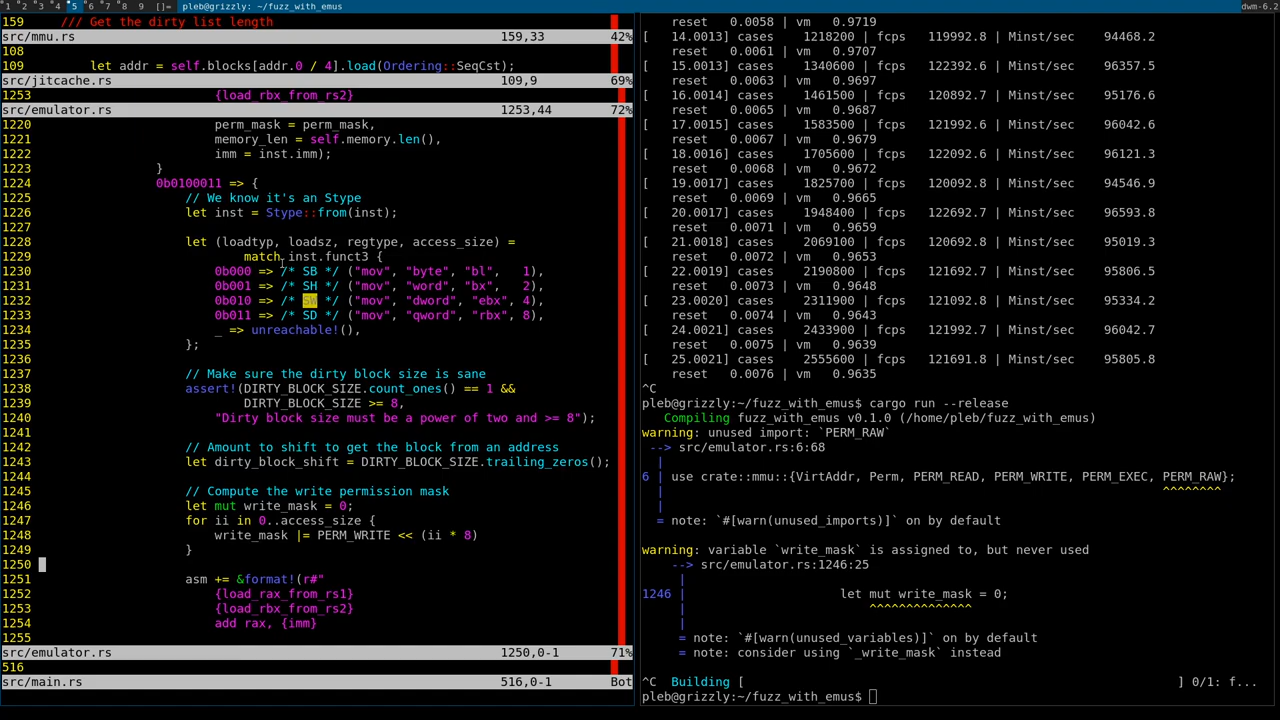 1 2 3 4 5 6 7 8 9 []= pleb@grizzly: ~/fuzz_with_emus dwm-6.2
159     /// Get the dirty list length
src/mmu.rs 159,33 42%
108
109         let addr = self.blocks[addr.0 / 4].load(Ordering::SeqCst);
src/jitcache.rs 109,9 69%
1253                         {load_rbx_from_rs2}
src/emulator.rs 1253,44 72%
1220                         perm_mask = perm_mask,
1221                         memory_len = self.memory.len(),
1222                         imm = inst.imm);
1223                 }
1224                 0b0100011 => {
1225                     // We know it's an Stype
1226                     let inst = Stype::from(inst);
1227
1228                     let (loadtyp, loadsz, regtype, access_size) =
1229                             match inst.funct3 {
1230                         0b000 => /* SB */ ("mov", "byte", "bl",   1),
1231                         0b001 => /* SH */ ("mov", "word", "bx",   2),
1232                         0b010 => /* SW */ ("mov", "dword", "ebx", 4),
1233                         0b011 => /* SD */ ("mov", "qword", "rbx", 8),
1234                         _ => unreachable!(),
1235                     };
1236
1237                     // Make sure the dirty block size is sane
1238                     assert!(DIRTY_BLOCK_SIZE.count_ones() == 1 &&
1239                             DIRTY_BLOCK_SIZE >= 8,
1240                         "Dirty block size must be a power of two and >= 8");
1241
1242                     // Amount to shift to get the block from an address
1243                     let dirty_block_shift = DIRTY_BLOCK_SIZE.trailing_zeros();
1244
1245                     // Compute the write permission mask
1246                     let mut write_mask = 0;
1247                     for ii in 0..access_size {
1248                         write_mask |= PERM_WRITE << (ii * 8)
1249                     }
1250
1251                     asm += &format!(r#"
1252                         {load_rax_from_rs1}
1253                         {load_rbx_from_rs2}
1254                         add rax, {imm}
1255
src/emulator.rs 1250,0-1 71%
516
src/main.rs 516,0-1 Bot
    reset   0.0058 | vm   0.9719
[   14.0013] cases    1218200 | fcps   119992.8 | Minst/sec    94468.2
    reset   0.0061 | vm   0.9707
[   15.0013] cases    1340600 | fcps   122392.6 | Minst/sec    96357.5
    reset   0.0063 | vm   0.9697
[   16.0014] cases    1461500 | fcps   120892.7 | Minst/sec    95176.6
    reset   0.0065 | vm   0.9687
[   17.0015] cases    1583500 | fcps   121992.6 | Minst/sec    96042.6
    reset   0.0067 | vm   0.9679
[   18.0016] cases    1705600 | fcps   122092.6 | Minst/sec    96121.3
    reset   0.0068 | vm   0.9672
[   19.0017] cases    1825700 | fcps   120092.8 | Minst/sec    94546.9
    reset   0.0069 | vm   0.9665
[   20.0017] cases    1948400 | fcps   122692.7 | Minst/sec    96593.8
    reset   0.0071 | vm   0.9659
[   21.0018] cases    2069100 | fcps   120692.8 | Minst/sec    95019.3
    reset   0.0072 | vm   0.9653
[   22.0019] cases    2190800 | fcps   121692.7 | Minst/sec    95806.5
    reset   0.0073 | vm   0.9648
[   23.0020] cases    2311900 | fcps   121092.8 | Minst/sec    95334.2
    reset   0.0074 | vm   0.9643
[   24.0021] cases    2433900 | fcps   121992.7 | Minst/sec    96042.7
    reset   0.0075 | vm   0.9639
[   25.0021] cases    2555600 | fcps   121691.8 | Minst/sec    95805.8
    reset   0.0076 | vm   0.9635
^C
pleb@grizzly:~/fuzz_with_emus$ cargo run --release
   Compiling fuzz_with_emus v0.1.0 (/home/pleb/fuzz_with_emus)
warning: unused import: `PERM_RAW`
 --> src/emulator.rs:6:68
  |
6 | use crate::mmu::{VirtAddr, Perm, PERM_READ, PERM_WRITE, PERM_EXEC, PERM_RAW};
  |                                                                    ^^^^^^^^
  |
  = note: `#[warn(unused_imports)]` on by default
warning: variable `write_mask` is assigned to, but never used
    --> src/emulator.rs:1246:25
     |
1246 |                     let mut write_mask = 0;
     |                         ^^^^^^^^^^^^^^
     |
     = note: `#[warn(unused_variables)]` on by default
     = note: consider using `_write_mask` instead
^C  Building [                                                           ] 0/1: f...
pleb@grizzly:~/fuzz_with_emus$